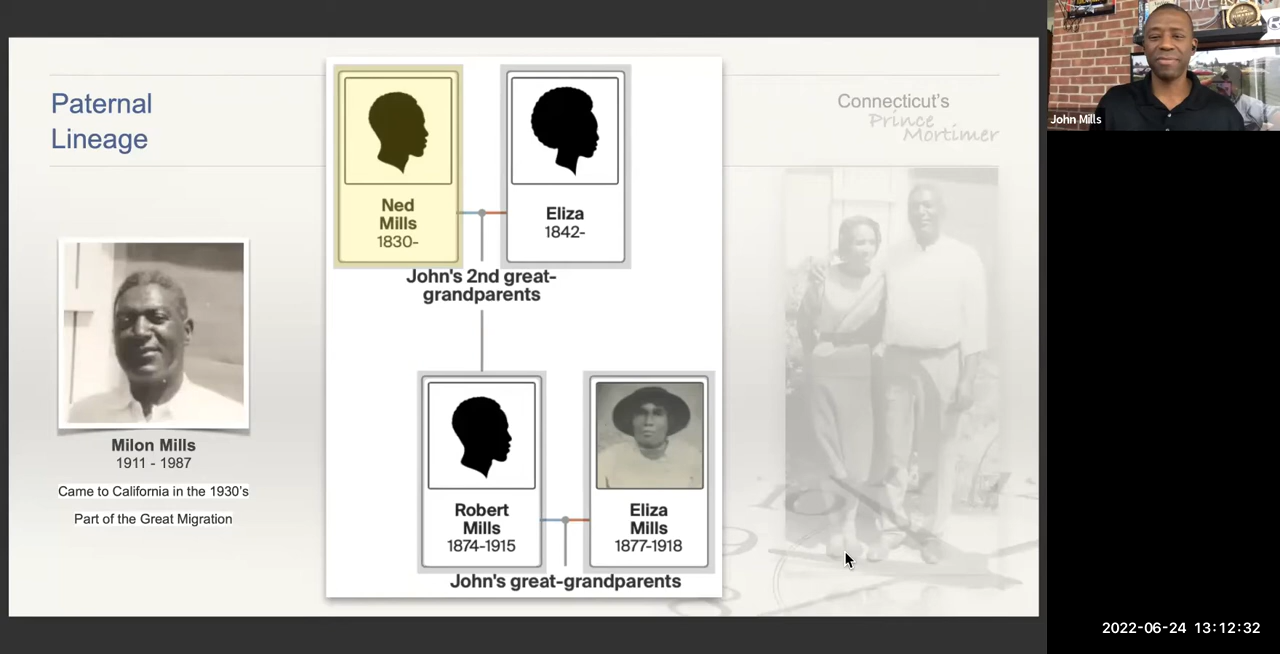 Paternal
Lineage
Connecticut's
Prince
Mortimer
Ned
Mills
1830-
Eliza
1842-
John's 2nd great-
grandparents
Robert
Mills
1874-1915
Eliza
Mills
1877-1918
John's great-grandparents
Milon Mills
1911 - 1987
Came to California in the 1930's
Part of the Great Migration
John Mills
2022-06-24 13:12:32